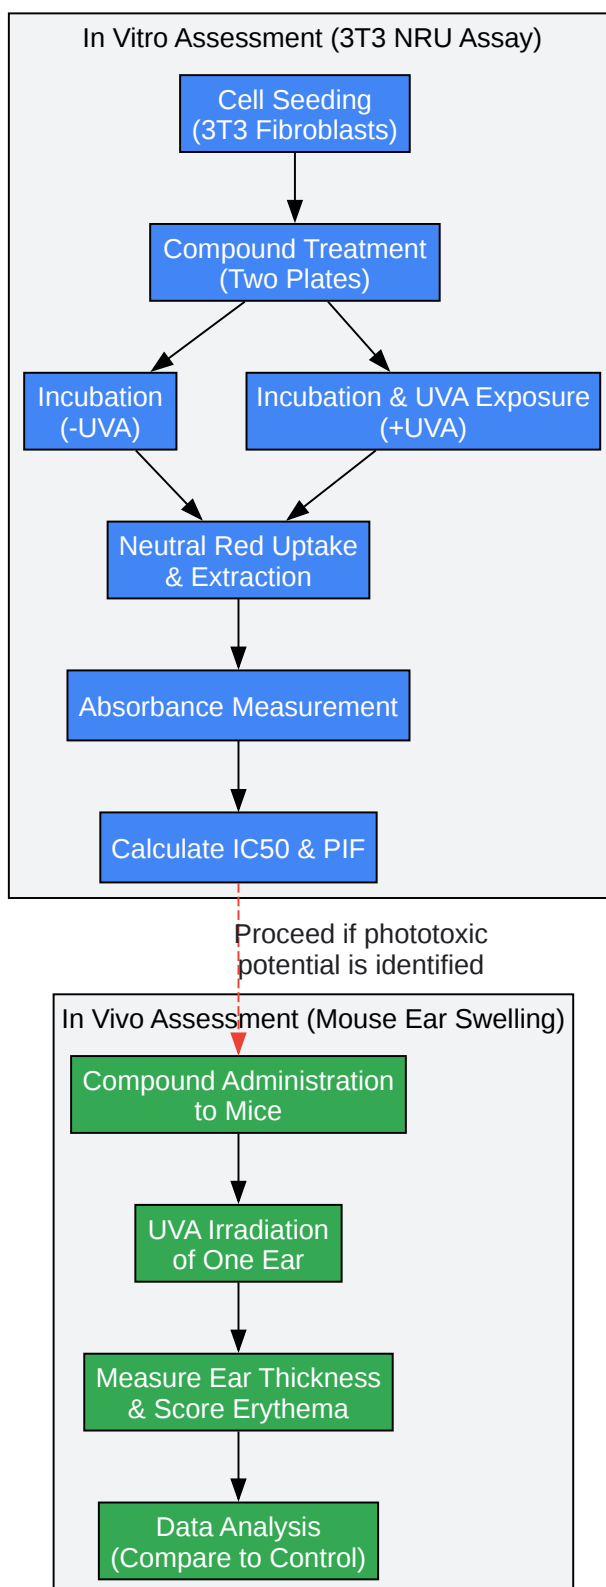 In Vitro Assessment (3T3 NRU Assay)
Cell Seeding
(3T3 Fibroblasts)
Compound Treatment
(Two Plates)
Incubation
(-UVA)
Incubation & UVA Exposure
(+UVA)
Neutral Red Uptake
& Extraction
Absorbance Measurement
Calculate IC50 & PIF
Proceed if phototoxic
potential is identified
In Vivo Assessment (Mouse Ear Swelling)
Compound Administration
to Mice
UVA Irradiation
of One Ear
Measure Ear Thickness
& Score Erythema
Data Analysis
(Compare to Control)